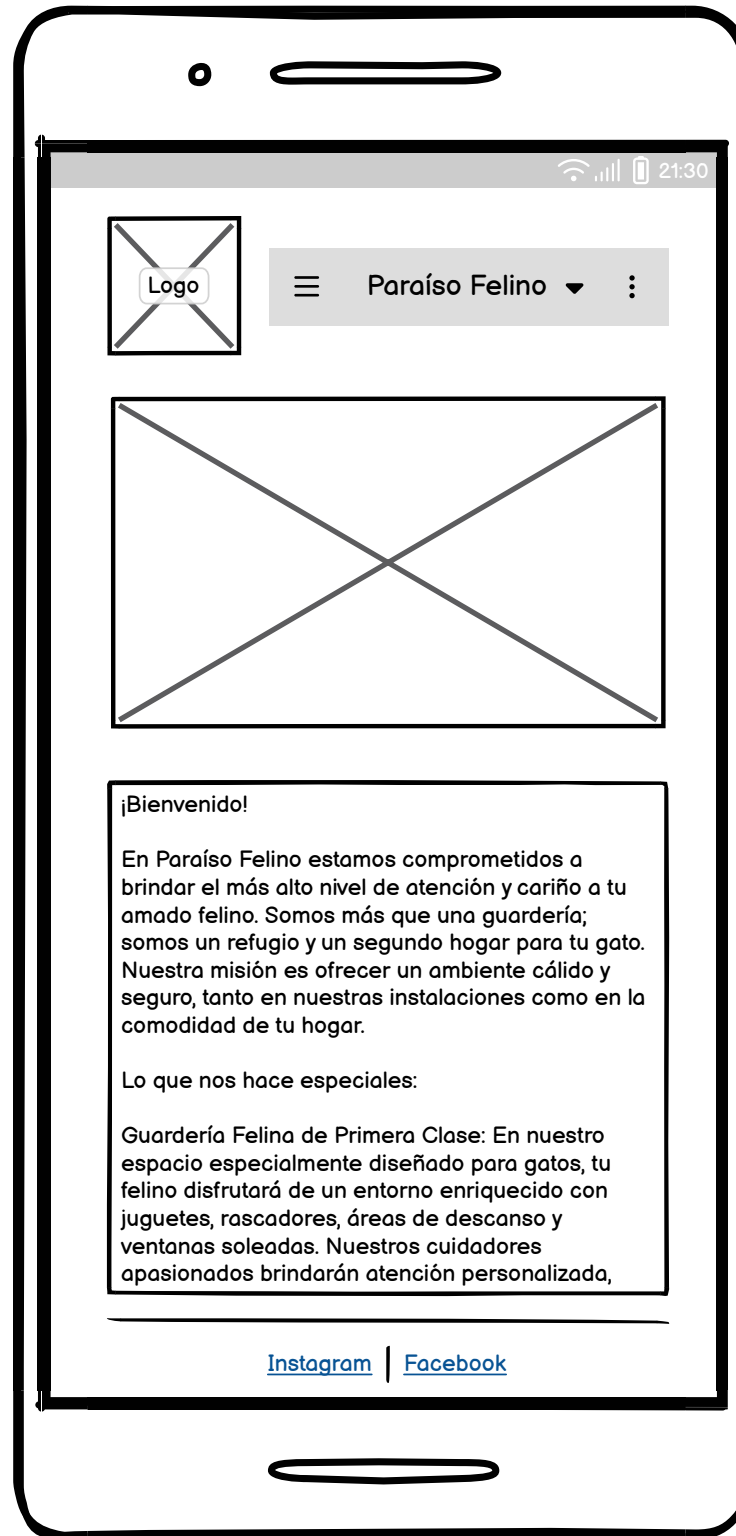 21:30
Logo
Paraíso Felino
¡Bienvenido!
En Paraíso Felino estamos comprometidos a
brindar el más alto nivel de atención y cariño a tu
amado felino. Somos más que una guardería;
somos un refugio y un segundo hogar para tu gato.
Nuestra misión es ofrecer un ambiente cálido y
seguro, tanto en nuestras instalaciones como en la
comodidad de tu hogar.
Lo que nos hace especiales:
Guardería Felina de Primera Clase: En nuestro
espacio especialmente diseñado para gatos, tu
felino disfrutará de un entorno enriquecido con
juguetes, rascadores, áreas de descanso y
ventanas soleadas. Nuestros cuidadores
apasionados brindarán atención personalizada,
Instagram | Facebook